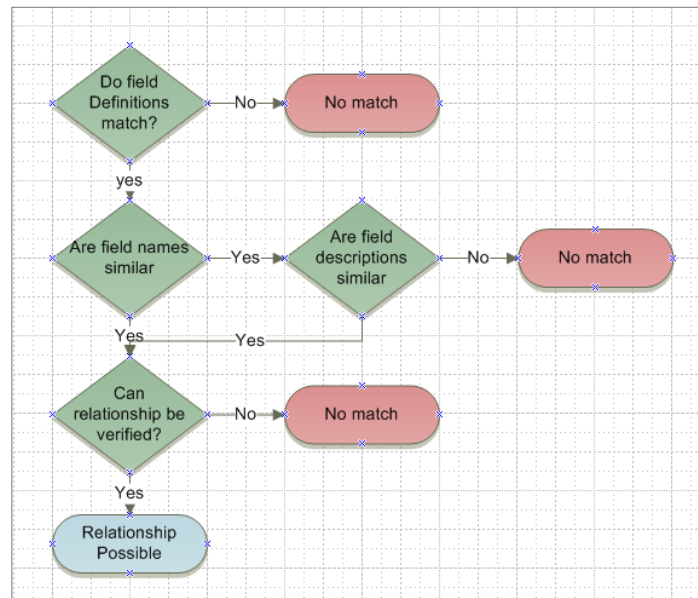 Do field
Definitions
match?
No
No match
yes
Are field names
similar
Yes
Are field
descriptions
similar
No
No match
Yes
Yes
Can
relationship be
verified?
No
No match
Yes
Relationship
Possible